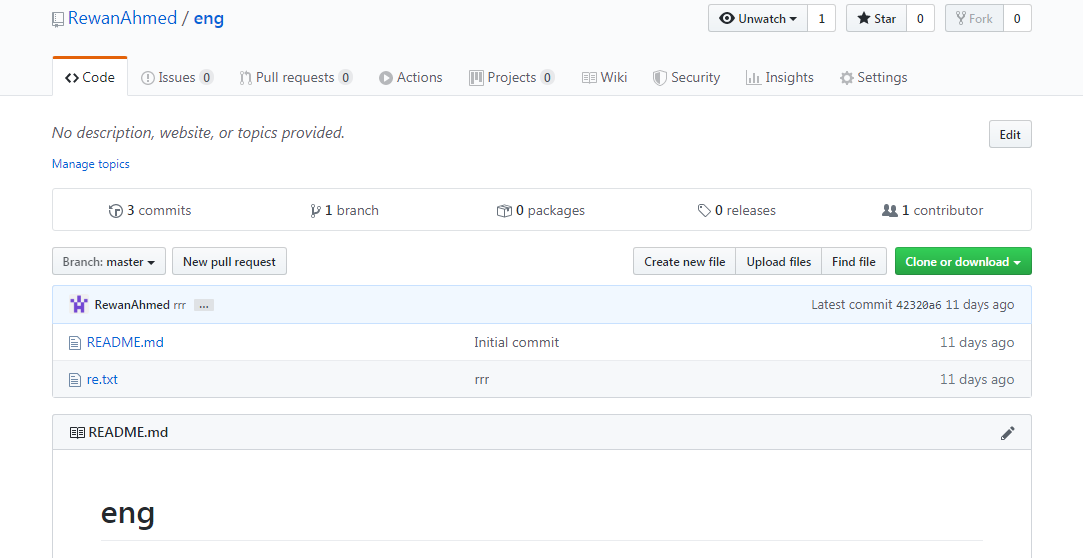 RewanAhmed / eng
Unwatch 1 Star 0 Fork 0
Code Issues 0 Pull requests 0 Actions Projects 0 Wiki Security Insights Settings
No description, website, or topics provided. Edit
Manage topics
3 commits 1 branch 0 packages 0 releases 1 contributor
Branch: master New pull request Create new file Upload files Find file Clone or download
RewanAhmed rrr ... Latest commit 42320a6 11 days ago
README.md Initial commit 11 days ago
re.txt rrr 11 days ago
README.md
eng